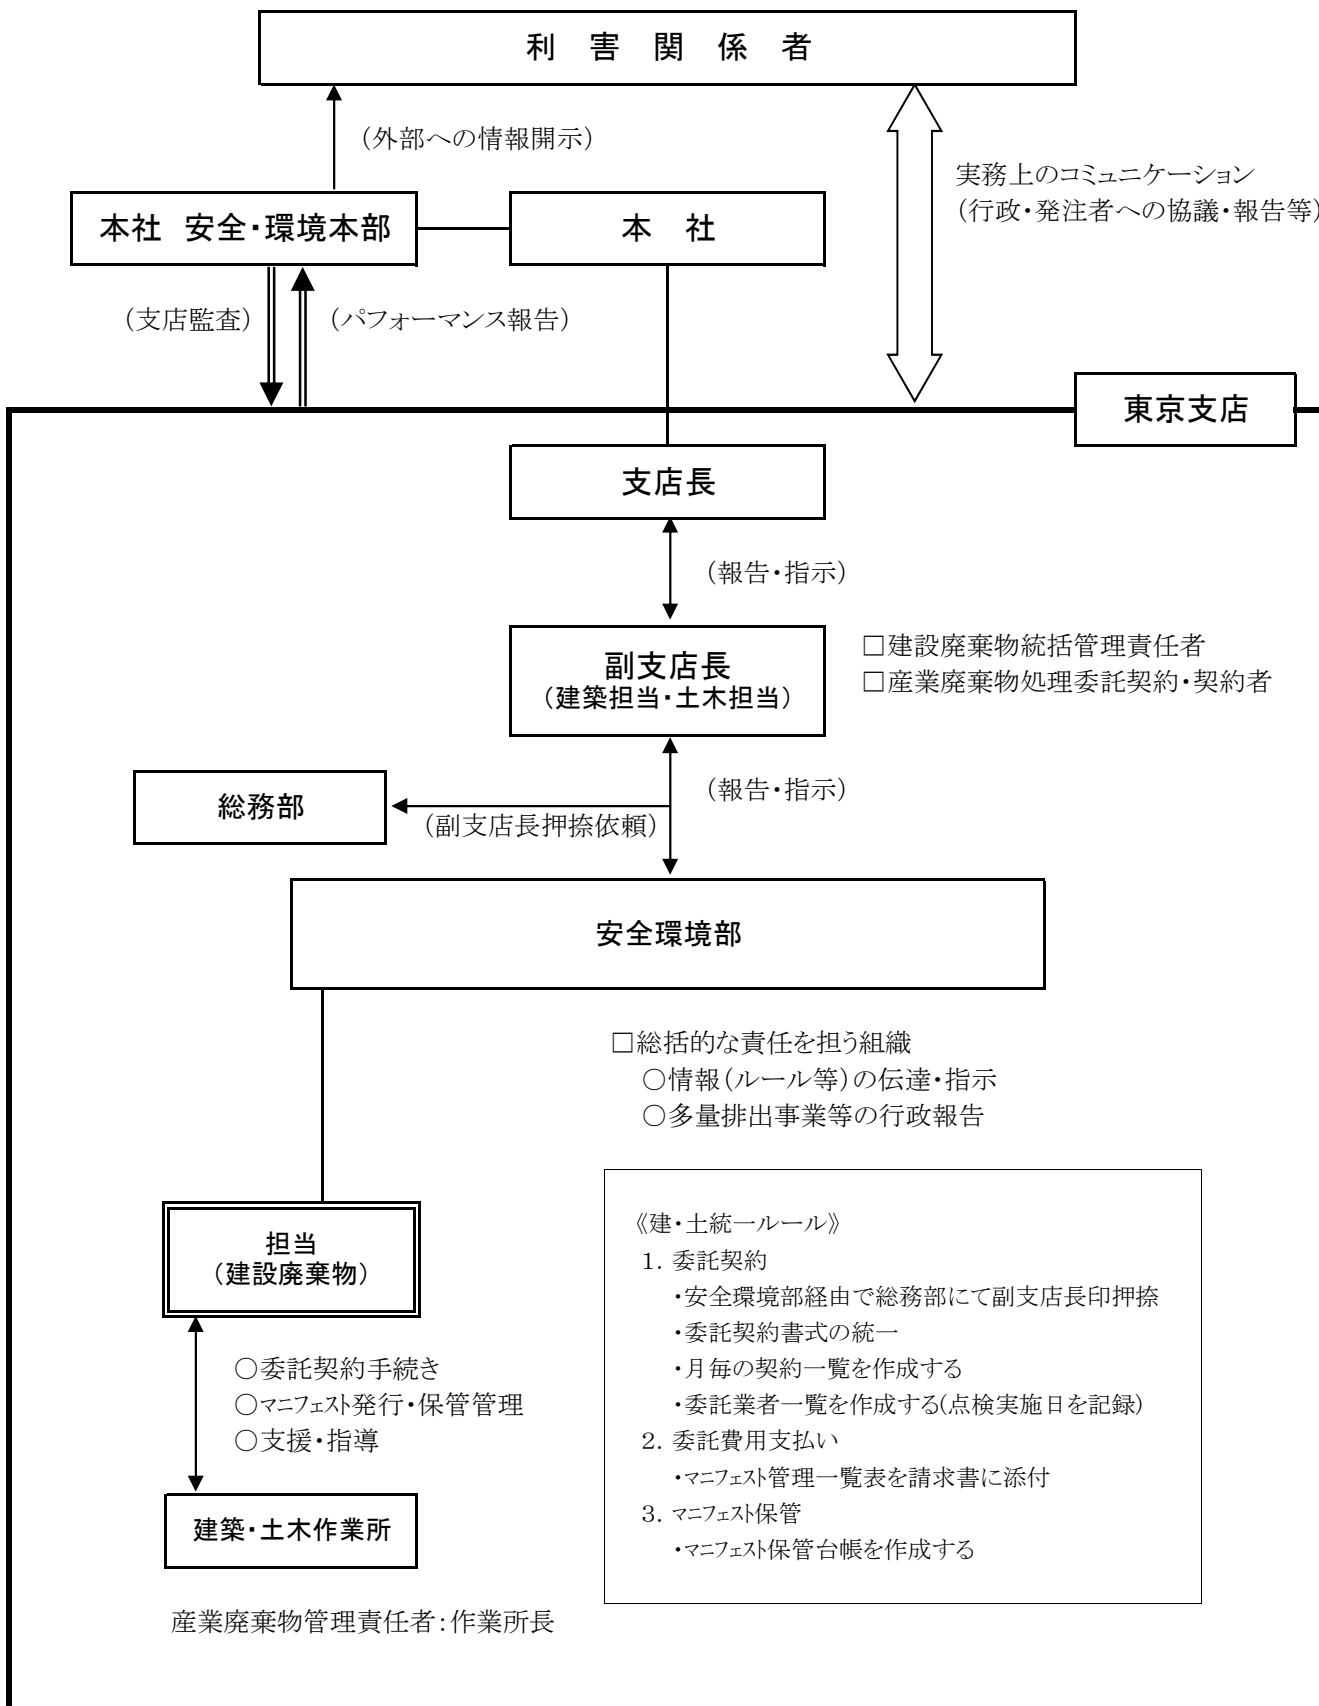 利　害　関　係　者
（外部への情報開示）
実務上のコミュニケーション
（行政・発注者への協議・報告等）
本社　安全・環境本部
本　社
（支店監査）
（パフォーマンス報告）
東京支店
支店長
（報告・指示）
副支店長
（建築担当・土木担当）
□建設廃棄物統括管理責任者
□産業廃棄物処理委託契約・契約者
（報告・指示）
総務部
（副支店長押捺依頼）
安全環境部
□総括的な責任を担う組織
○情報（ルール等）の伝達・指示
○多量排出事業等の行政報告
担当
（建設廃棄物）
○委託契約手続き
○マニフェスト発行・保管管理
○支援・指導
建築・土木作業所
産業廃棄物管理責任者：作業所長
《建・土統一ルール》
１．委託契約
・安全環境部経由で総務部にて副支店長印押捺
・委託契約書式の統一
・月毎の契約一覧を作成する
・委託業者一覧を作成する(点検実施日を記録)
２．委託費用支払い
・マニフェスト管理一覧表を請求書に添付
３．マニフェスト保管
・マニフェスト保管台帳を作成する